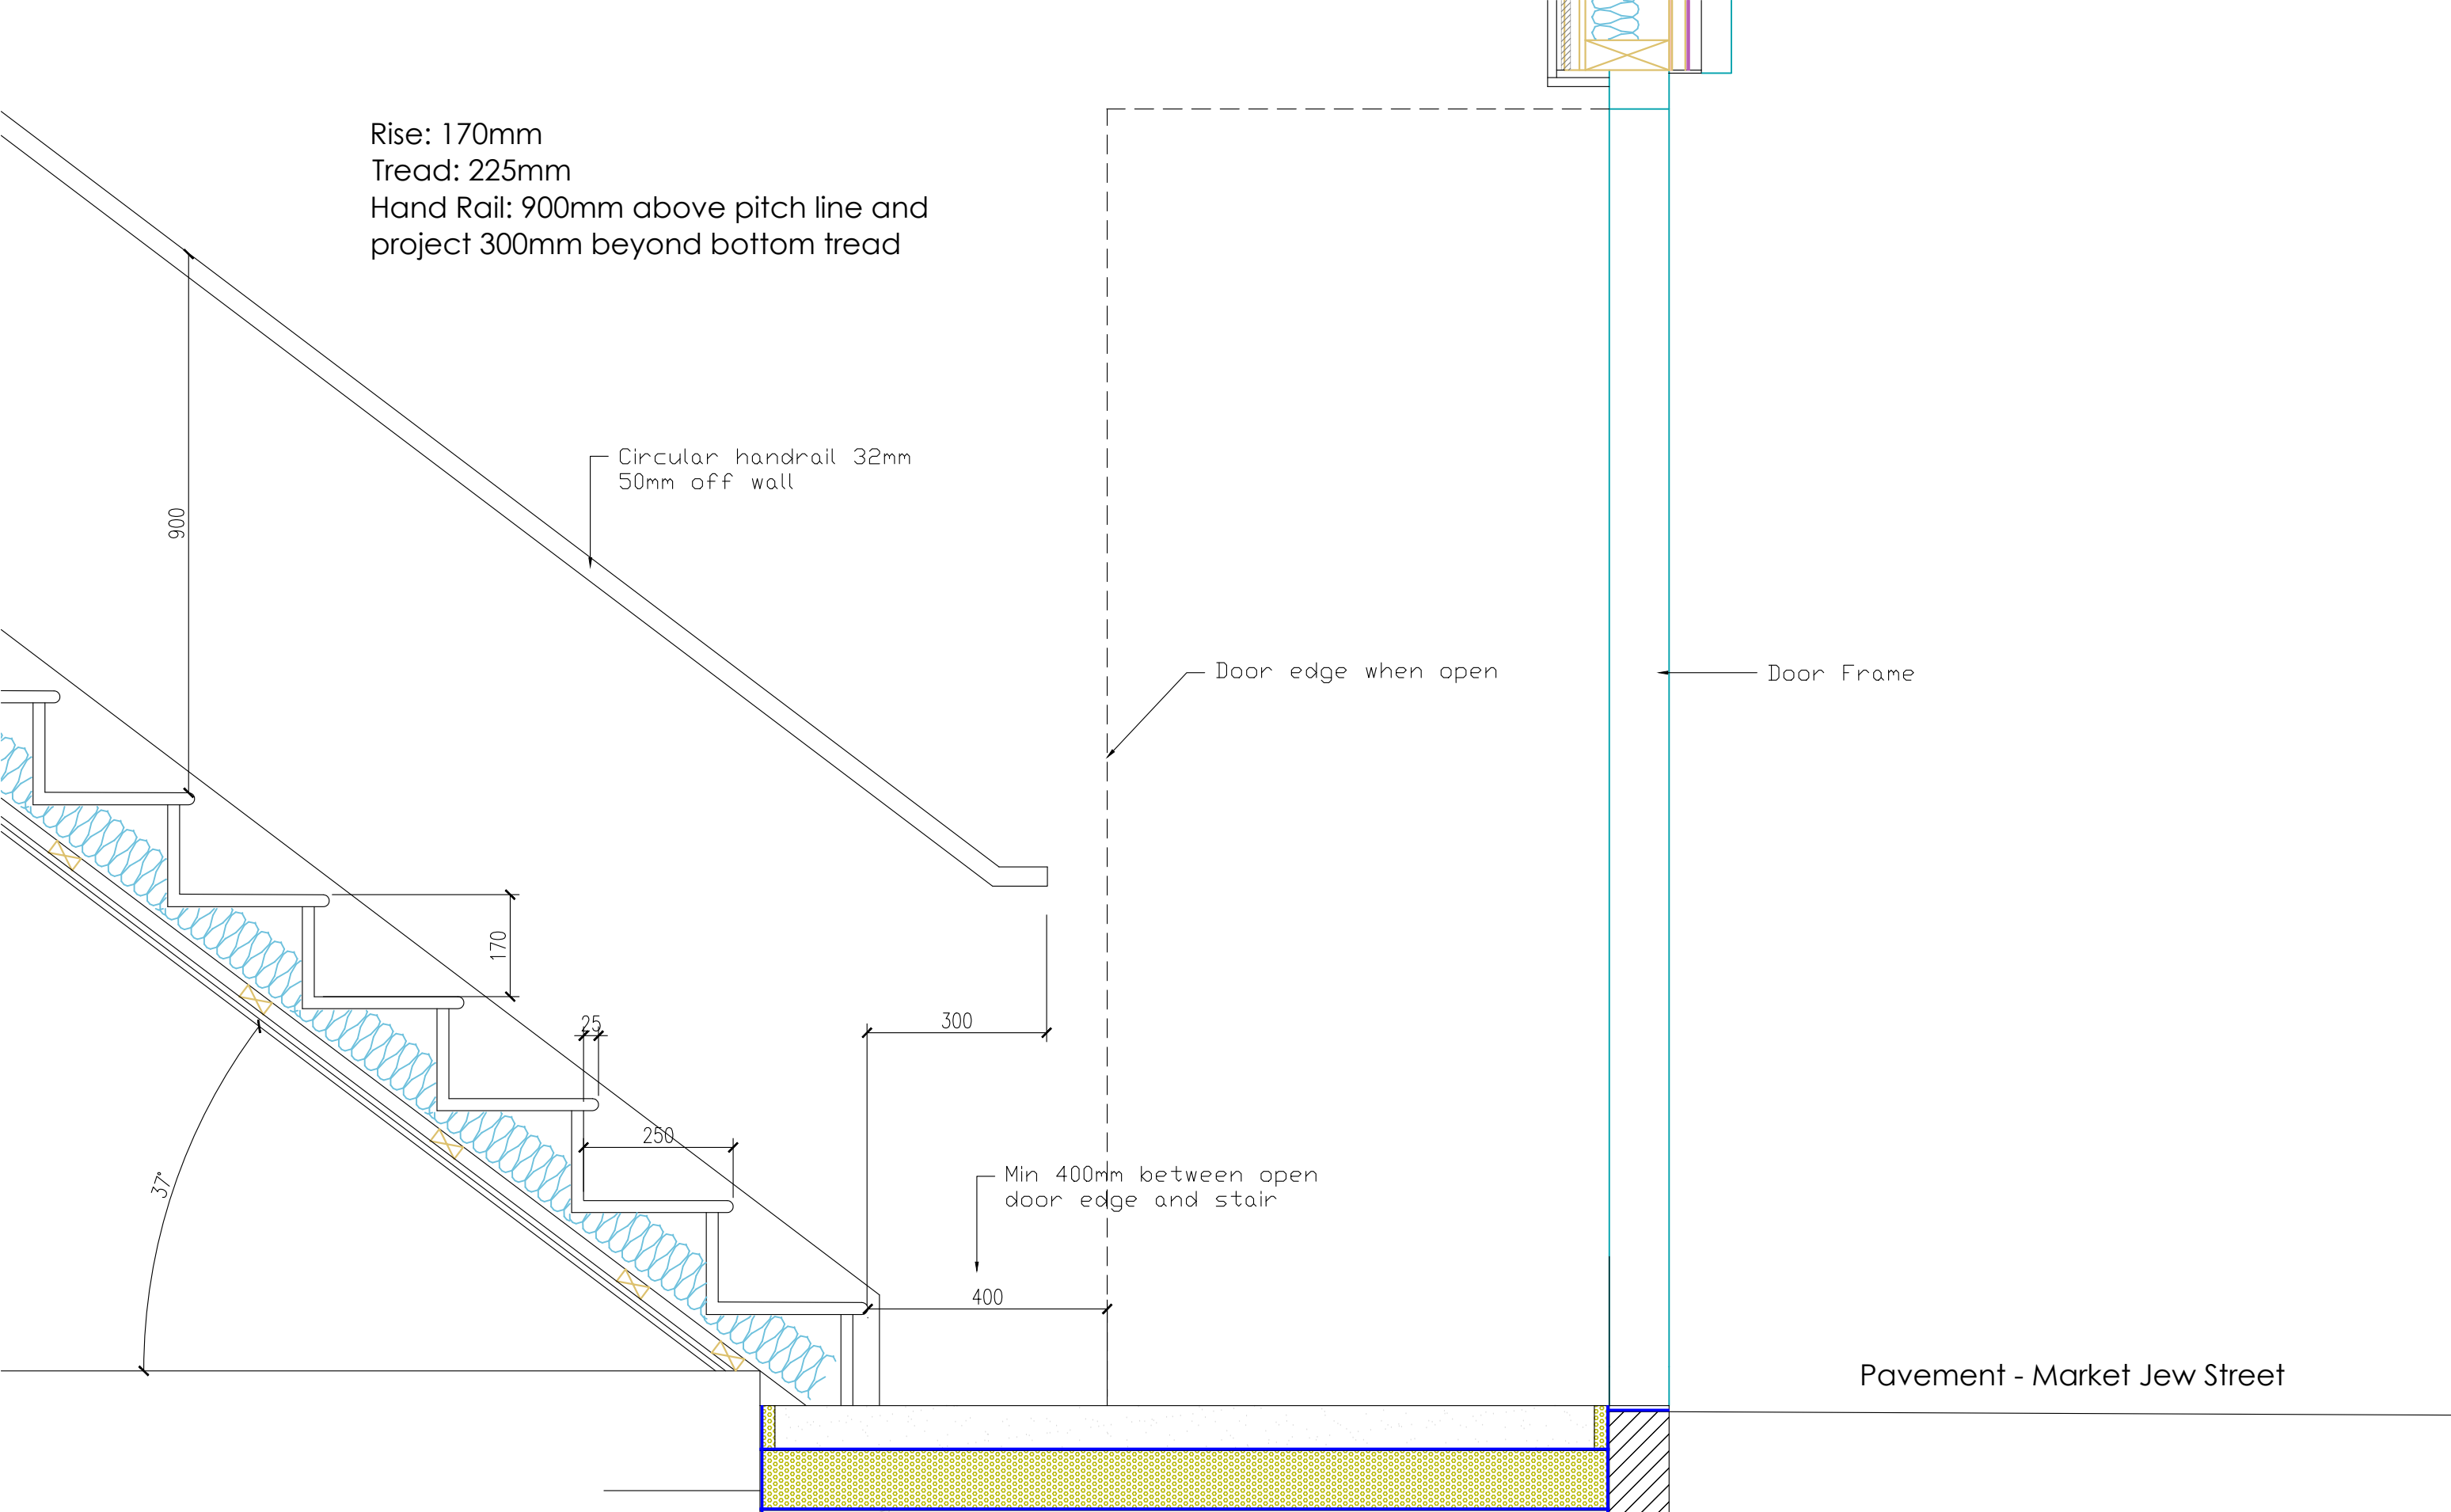 Rise: 170mm
Tread: 225mm
Hand Rail: 900mm above pitch line and
project 300mm beyond bottom tread
Circular handrail 32mm
50mm off wall
900
Door edge when open
Door Frame
170
25
300
250
Min 400mm between open
door edge and stair
37°
400
Pavement - Market Jew Street